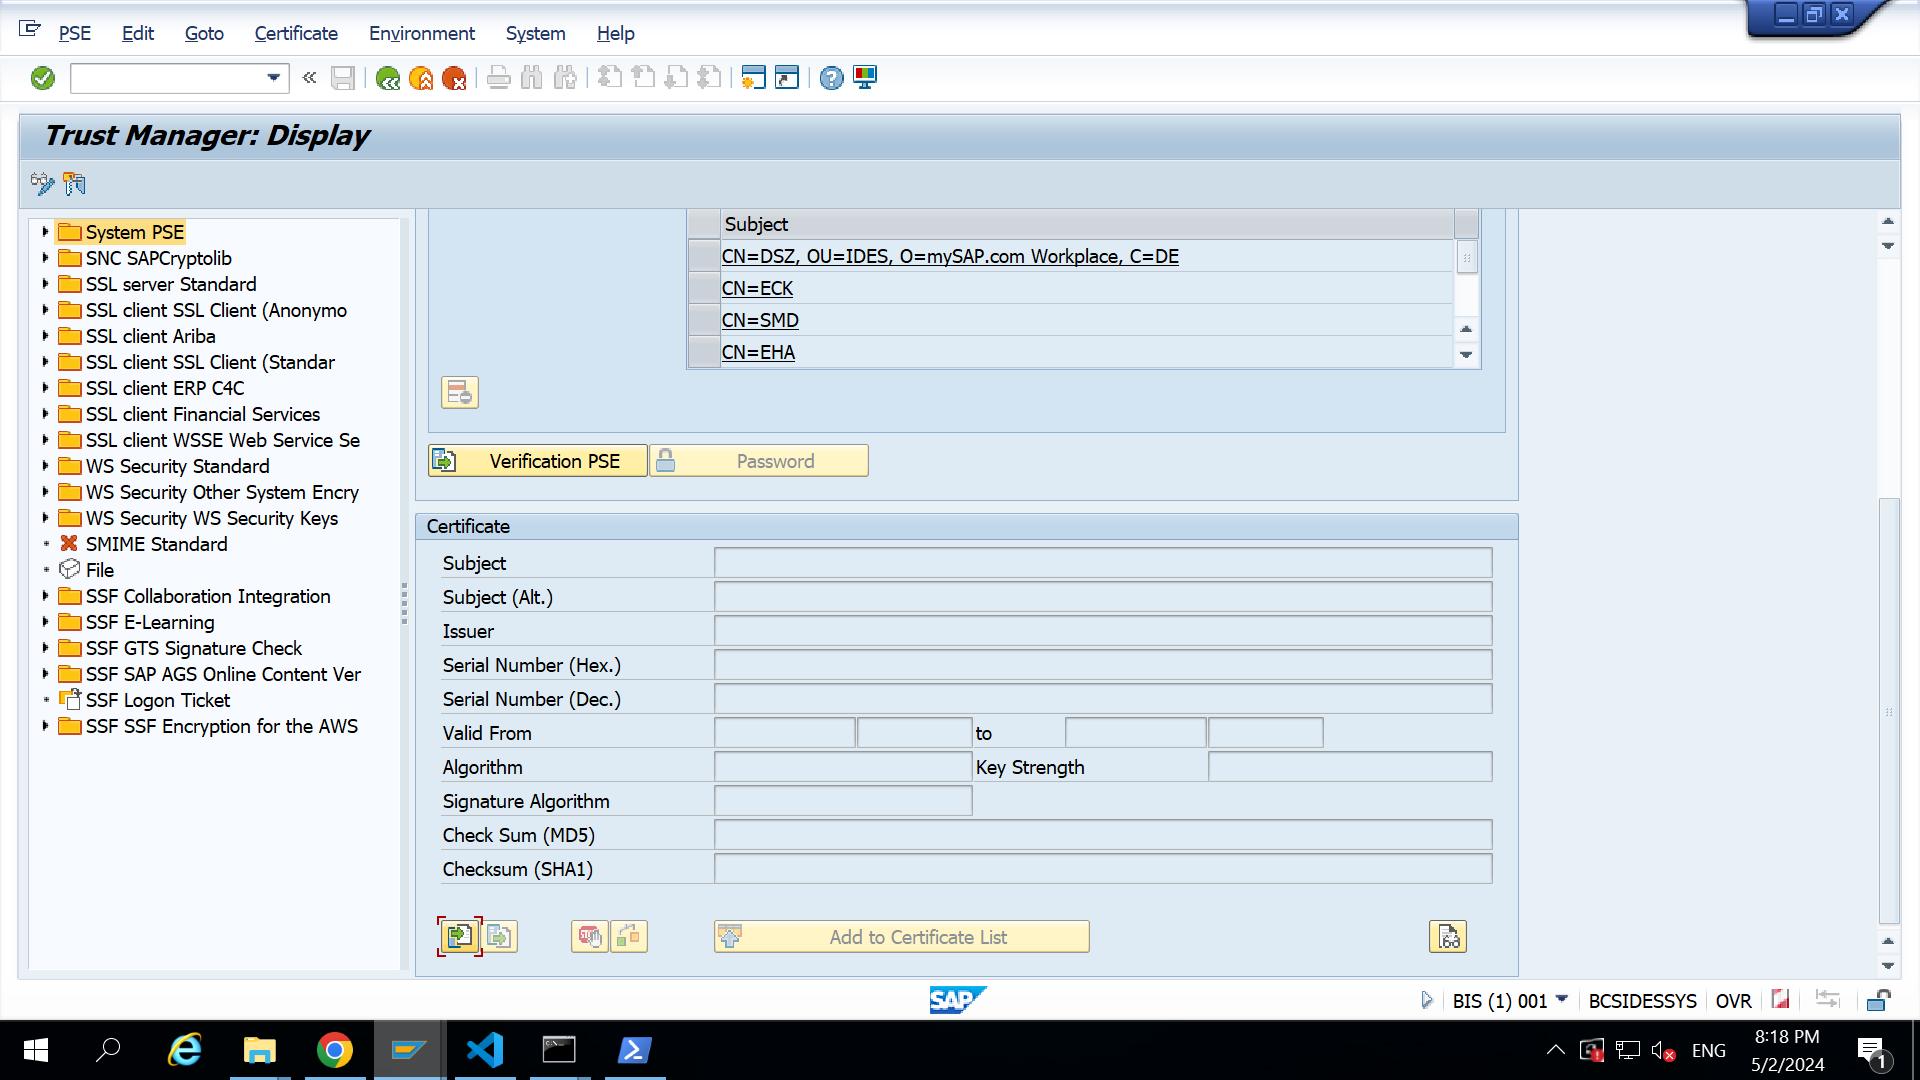 PSE Edit Goto Certificate Environment System Help
Trust Manager: Display
System PSE
SNC SAPCryptolib
SSL server Standard
SSL client SSL Client (Anonymo
SSL client Ariba
SSL client SSL Client (Standar
SSL client ERP C4C
SSL client Financial Services
SSL client WSSE Web Service Se
WS Security Standard
WS Security Other System Encry
WS Security WS Security Keys
SMIME Standard
File
SSF Collaboration Integration
SSF E-Learning
SSF GTS Signature Check
SSF SAP AGS Online Content Ver
SSF Logon Ticket
SSF SSF Encryption for the AWS
Subject
CN=DSZ, OU=IDES, O=mySAP.com Workplace, C=DE
CN=ECK
CN=SMD
CN=EHA
Verification PSE Password
Certificate
Subject
Subject (Alt.)
Issuer
Serial Number (Hex.)
Serial Number (Dec.)
Valid From to
Algorithm Key Strength
Signature Algorithm
Check Sum (MD5)
Checksum (SHA1)
Add to Certificate List
SAP BIS (1) 001 BCSIDESSYS OVR
ENG 8:18 PM
5/2/2024 1